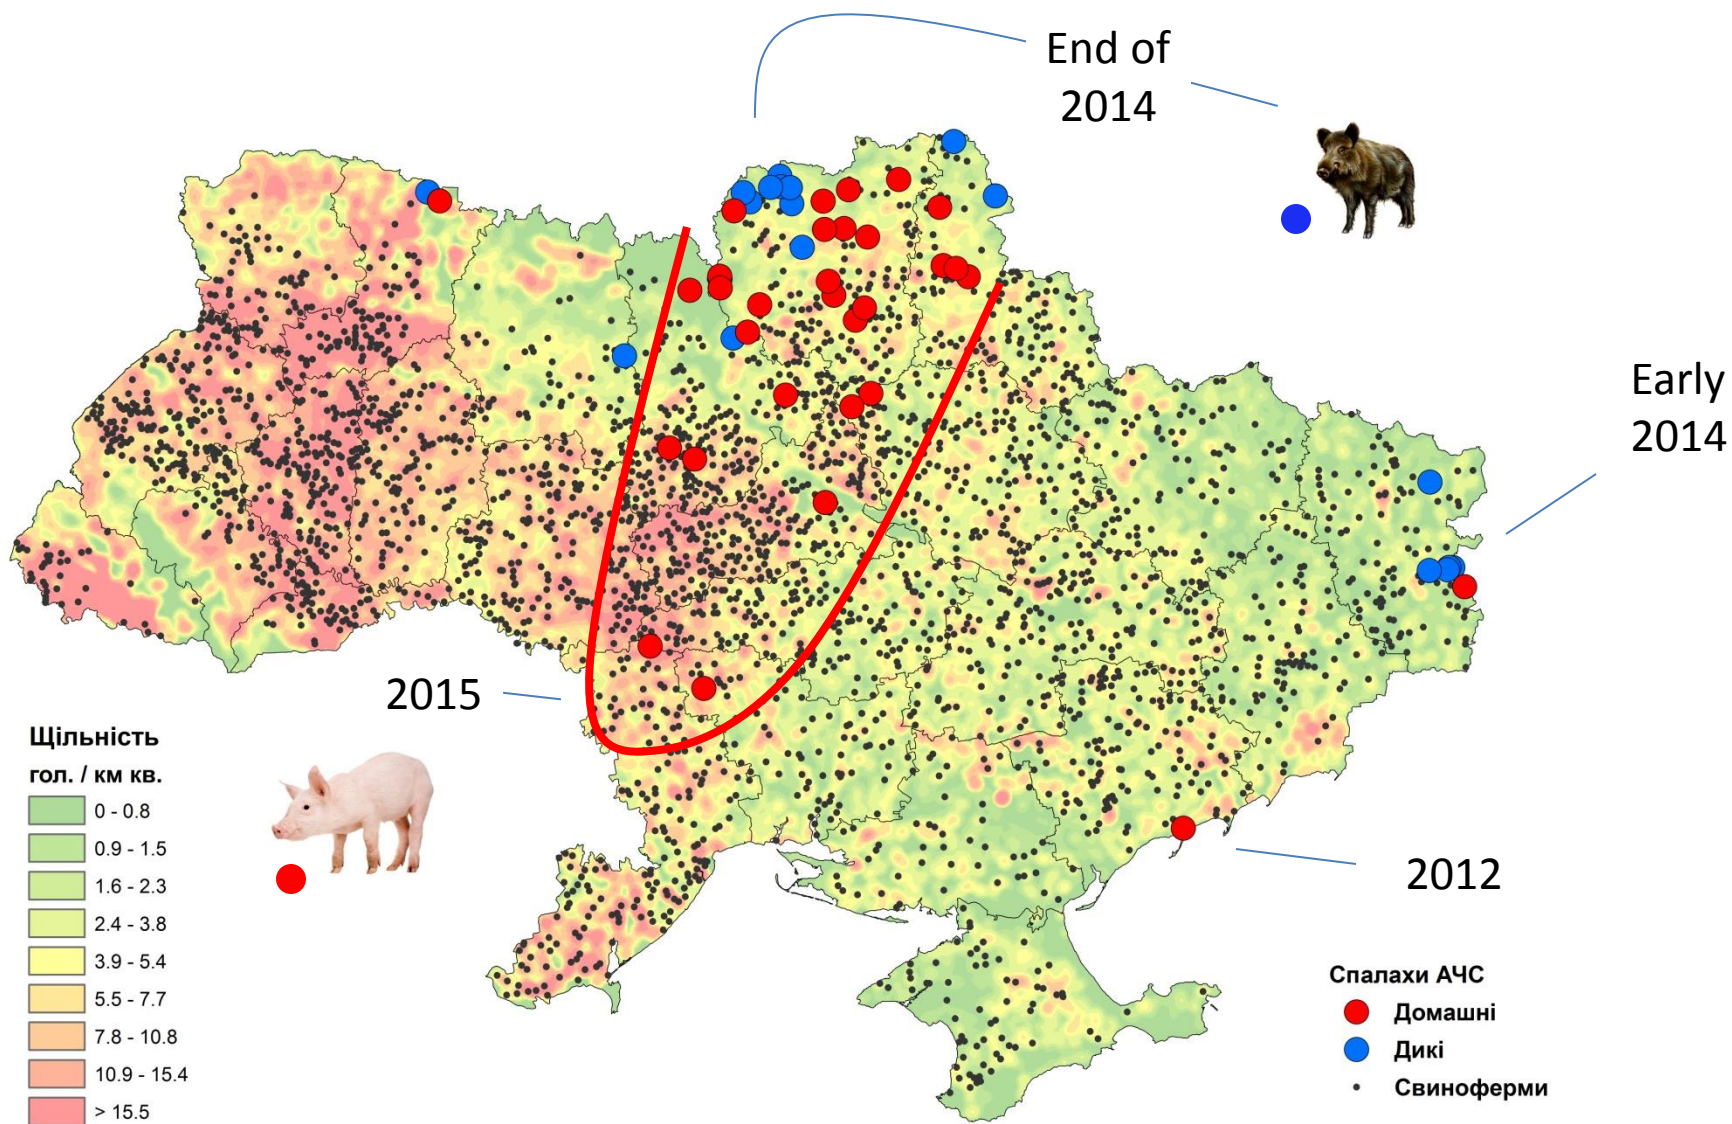 End of
2014
Early
2014
2015
2012
Щільність
гол. / км кв.
0 - 0.8
0.9 - 1.5
1.6 - 2.3
2.4 - 3.8
3.9 - 5.4
5.5 - 7.7
7.8 - 10.8
10.9 - 15.4
> 15.5
Спалахи АЧС
Домашні
Дикі
Свиноферми